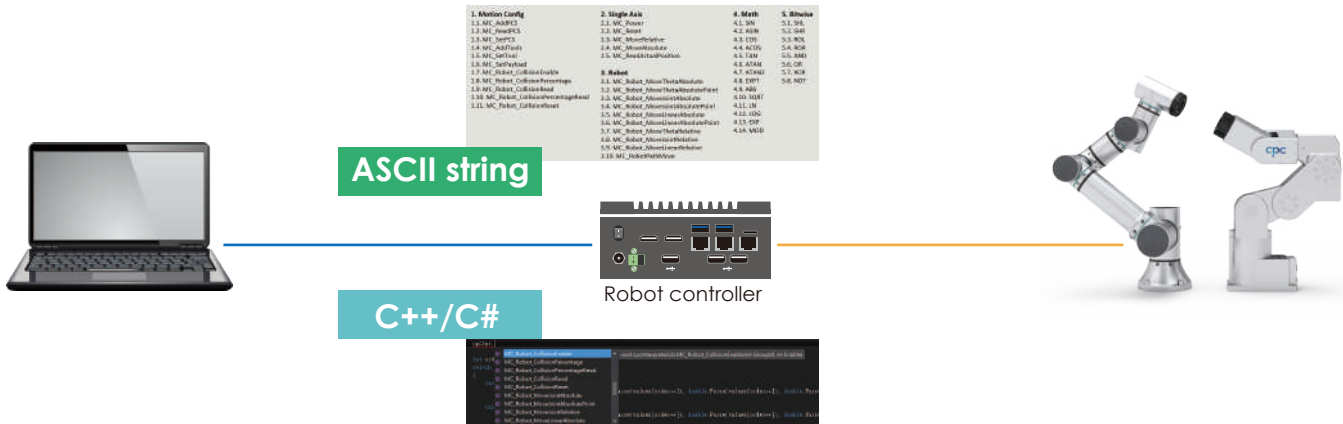 1. Motion Config
1.1. MC_AddPCS
1.2. MC_ReadPCS
1.3. MC_SetPCS
1.4. MC_AddTools
1.5. MC_SetTool
1.6. MC_SetPayload
1.7. MC_Robot_CollisionEnable
1.8. MC_Robot_CollisionPercentage
1.9. MC_Robot_CollisionRead
1.10. MC_Robot_CollisionPercentageRead
1.11. MC_Robot_CollisionReset
2. Single Axis
2.1. MC_Power
2.2. MC_Reset
2.3. MC_MoveRelative
2.4. MC_MoveAbsolute
2.5. MC_ReadActualPosition
3. Robot
3.1. MC_Robot_MoveThetaAbsolute
3.2. MC_Robot_MoveThetaAbsolutePoint
3.3. MC_Robot_MoveJointAbsolute
3.4. MC_Robot_MoveJointAbsolutePoint
3.5. MC_Robot_MoveLinearAbsolute
3.6. MC_Robot_MoveLinearAbsolutePoint
3.7. MC_Robot_MoveThetaRelative
3.8. MC_Robot_MoveJointRelative
3.9. MC_Robot_MoveLinearRelative
3.10. MC_RobotPathMove
4. Math
4.1. SIN
4.2. ASIN
4.3. COS
4.4. ACOS
4.5. TAN
4.6. ATAN
4.7. ATAN2
4.8. EXPT
4.9. ABS
4.10. SQRT
4.11. LN
4.12. LOG
4.13. EXP
4.14. MOD
5. Bitwise
5.1. SHL
5.2. SHR
5.3. ROL
5.4. ROR
5.5. AND
5.6. OR
5.7. XOR
5.8. NOT
ASCII string
cpc
Robot controller
C++/C#
MC_Robot_CollisionEnable
MC_Robot_CollisionPercentage
MC_Robot_CollisionPercentageRead
MC_Robot_CollisionRead
MC_Robot_CollisionReset
MC_Robot_MoveJointAbsolute
MC_Robot_MoveJointAbsolutePoint
MC_Robot_MoveJointRelative
MC_Robot_MoveLinearAbsolute